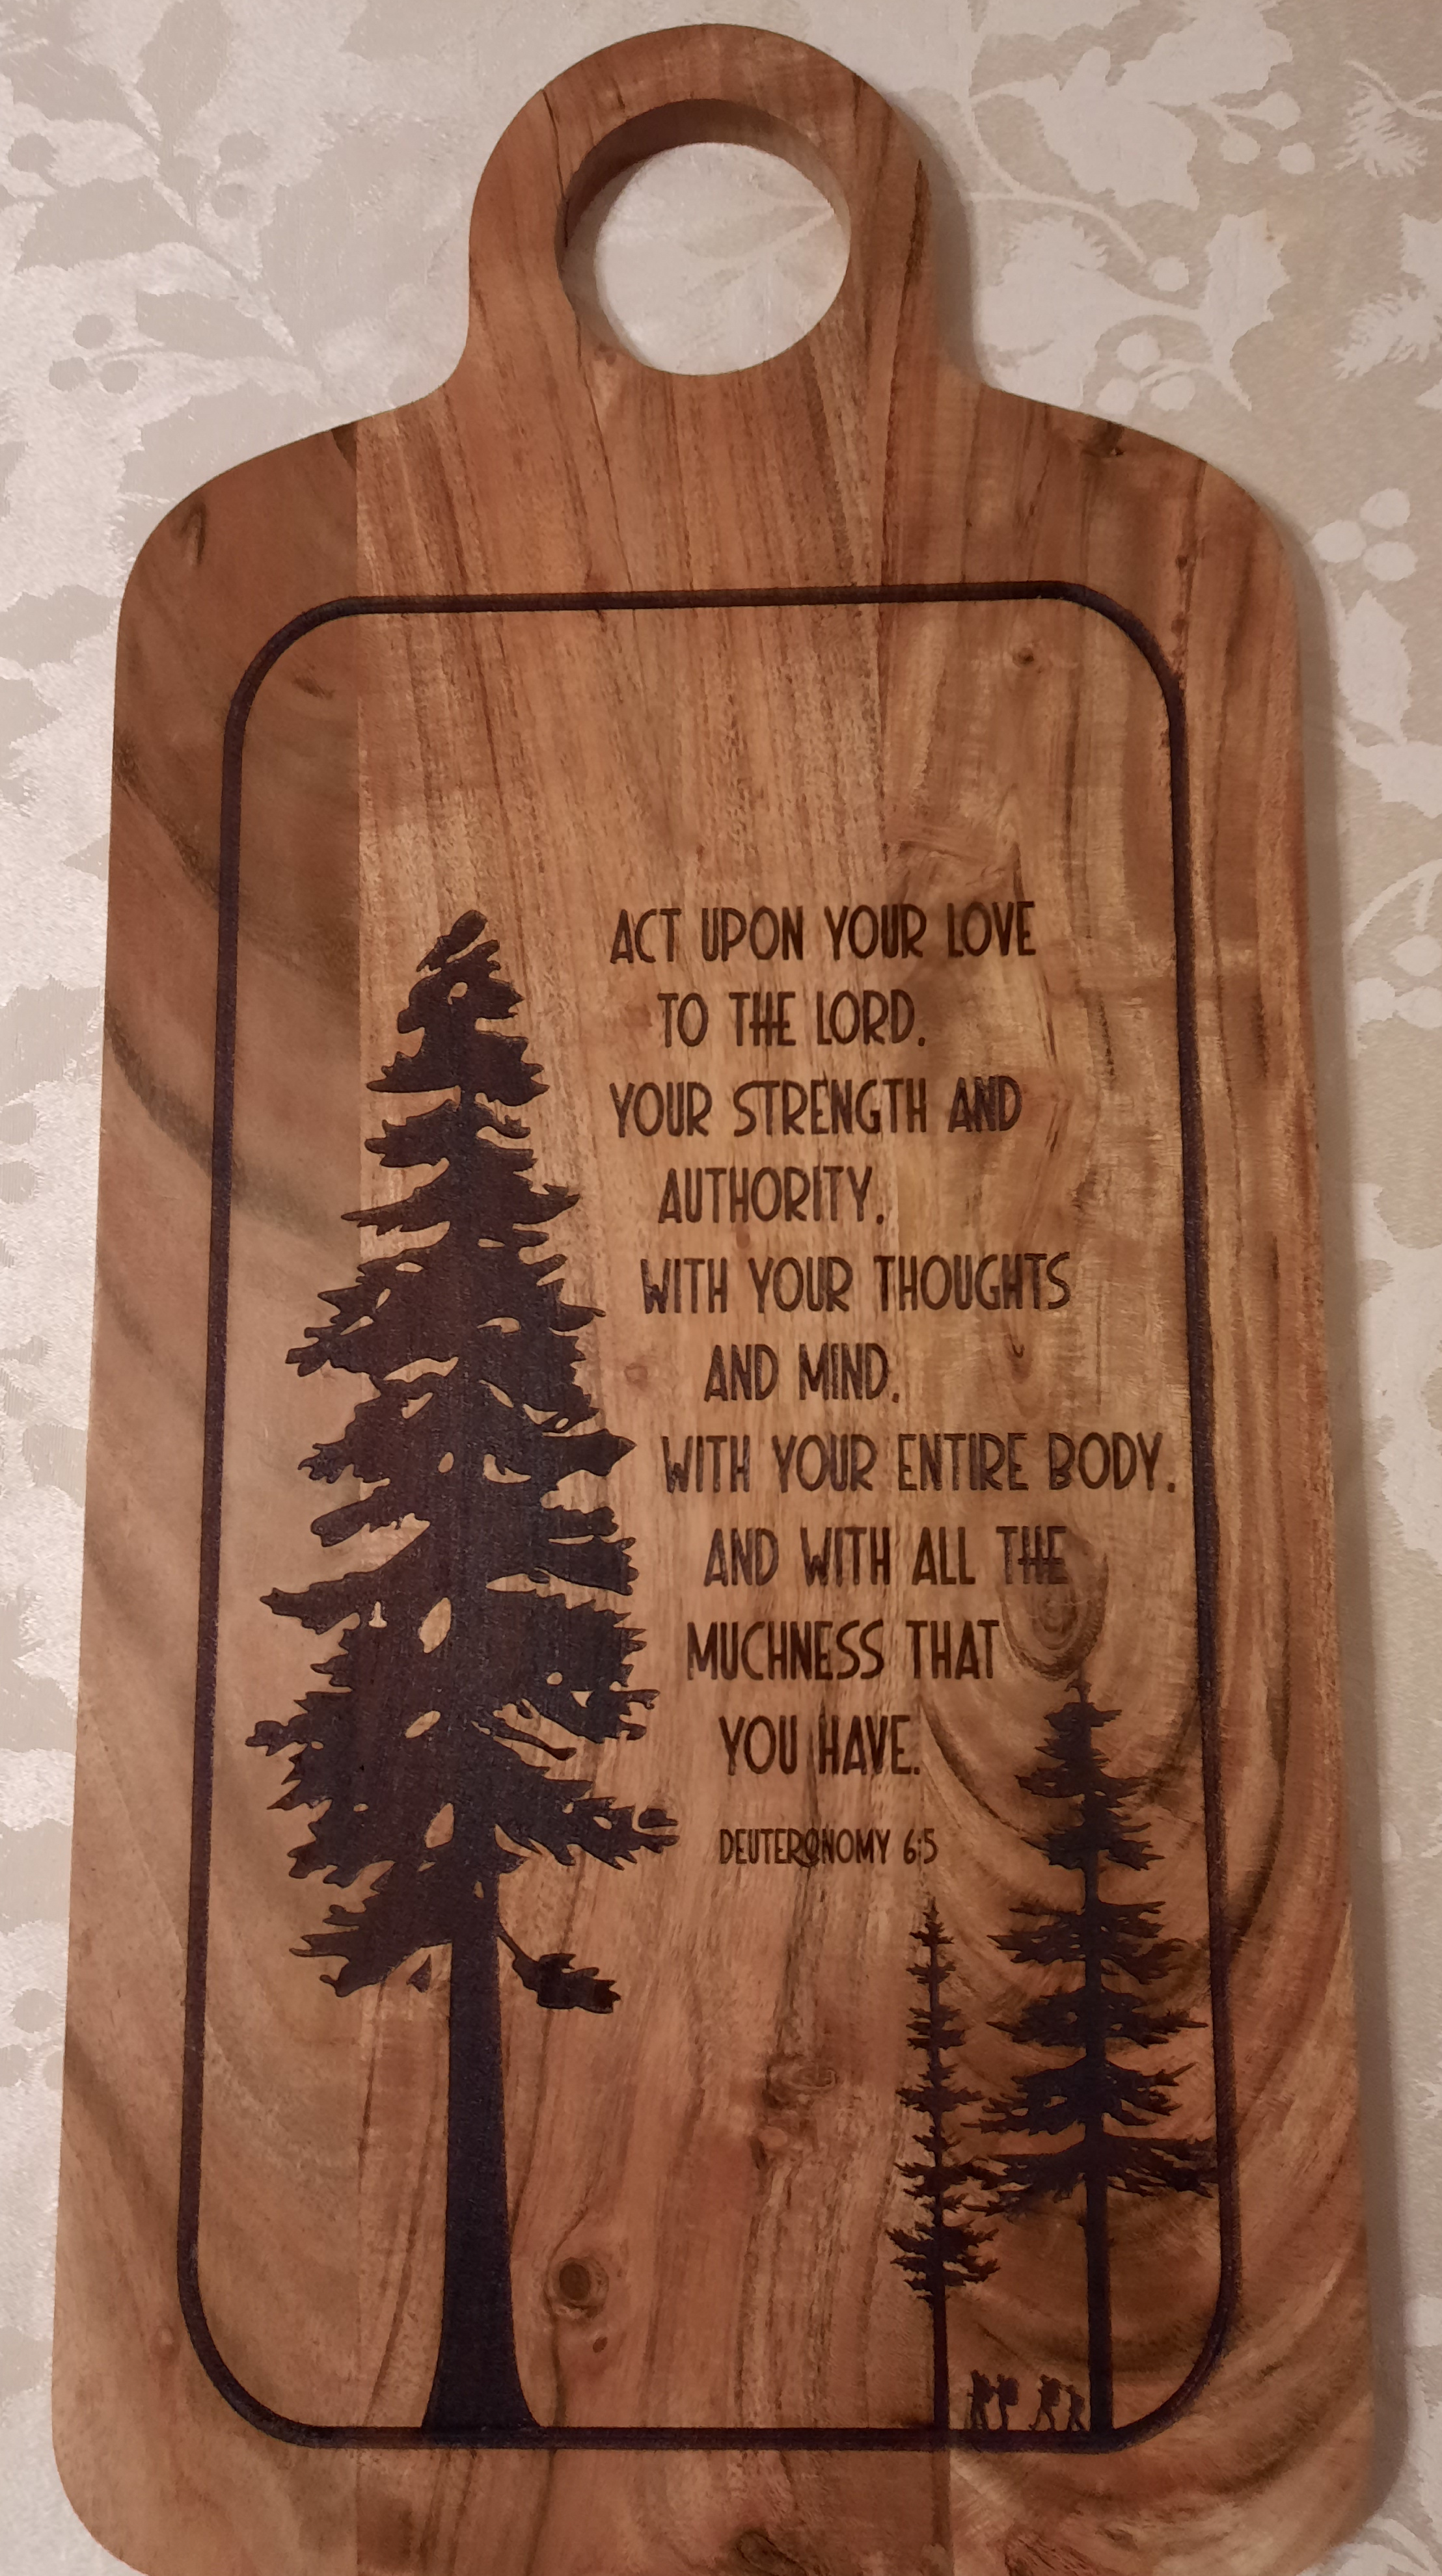 ACT UPON YOUR LOVE
TO THE LORD.
YOUR STRENGTH AND
AUTHORITY.
WITH YOUR THOUGHTS
AND MIND.
WITH YOUR ENTIRE BODY.
AND WITH ALL THE
MUCHNESS THAT
YOU HAVE.
DEUTERONOMY 6:5